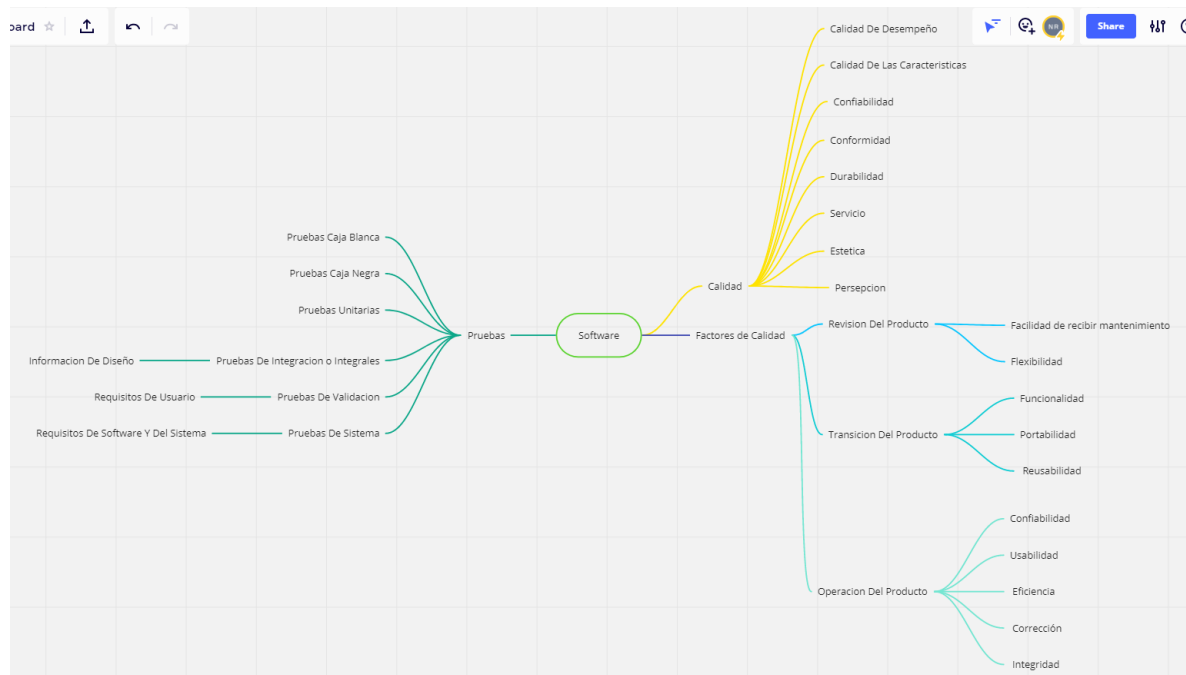 oard
Share
NR
Calidad De Desempeño
Calidad De Las Caracteristicas
Confiabilidad
Conformidad
Durabilidad
Servicio
Estetica
Persepcion
Calidad
Pruebas Caja Blanca
Pruebas Caja Negra
Pruebas Unitarias
Informacion De Diseño
Pruebas De Integracion o Integrales
Requisitos De Usuario
Pruebas De Validacion
Requisitos De Software Y Del Sistema
Pruebas De Sistema
Pruebas
Software
Factores de Calidad
Revision Del Producto
Facilidad de recibir mantenimiento
Flexibilidad
Transicion Del Producto
Funcionalidad
Portabilidad
Reusabilidad
Operacion Del Producto
Confiabilidad
Usabilidad
Eficiencia
Corrección
Integridad